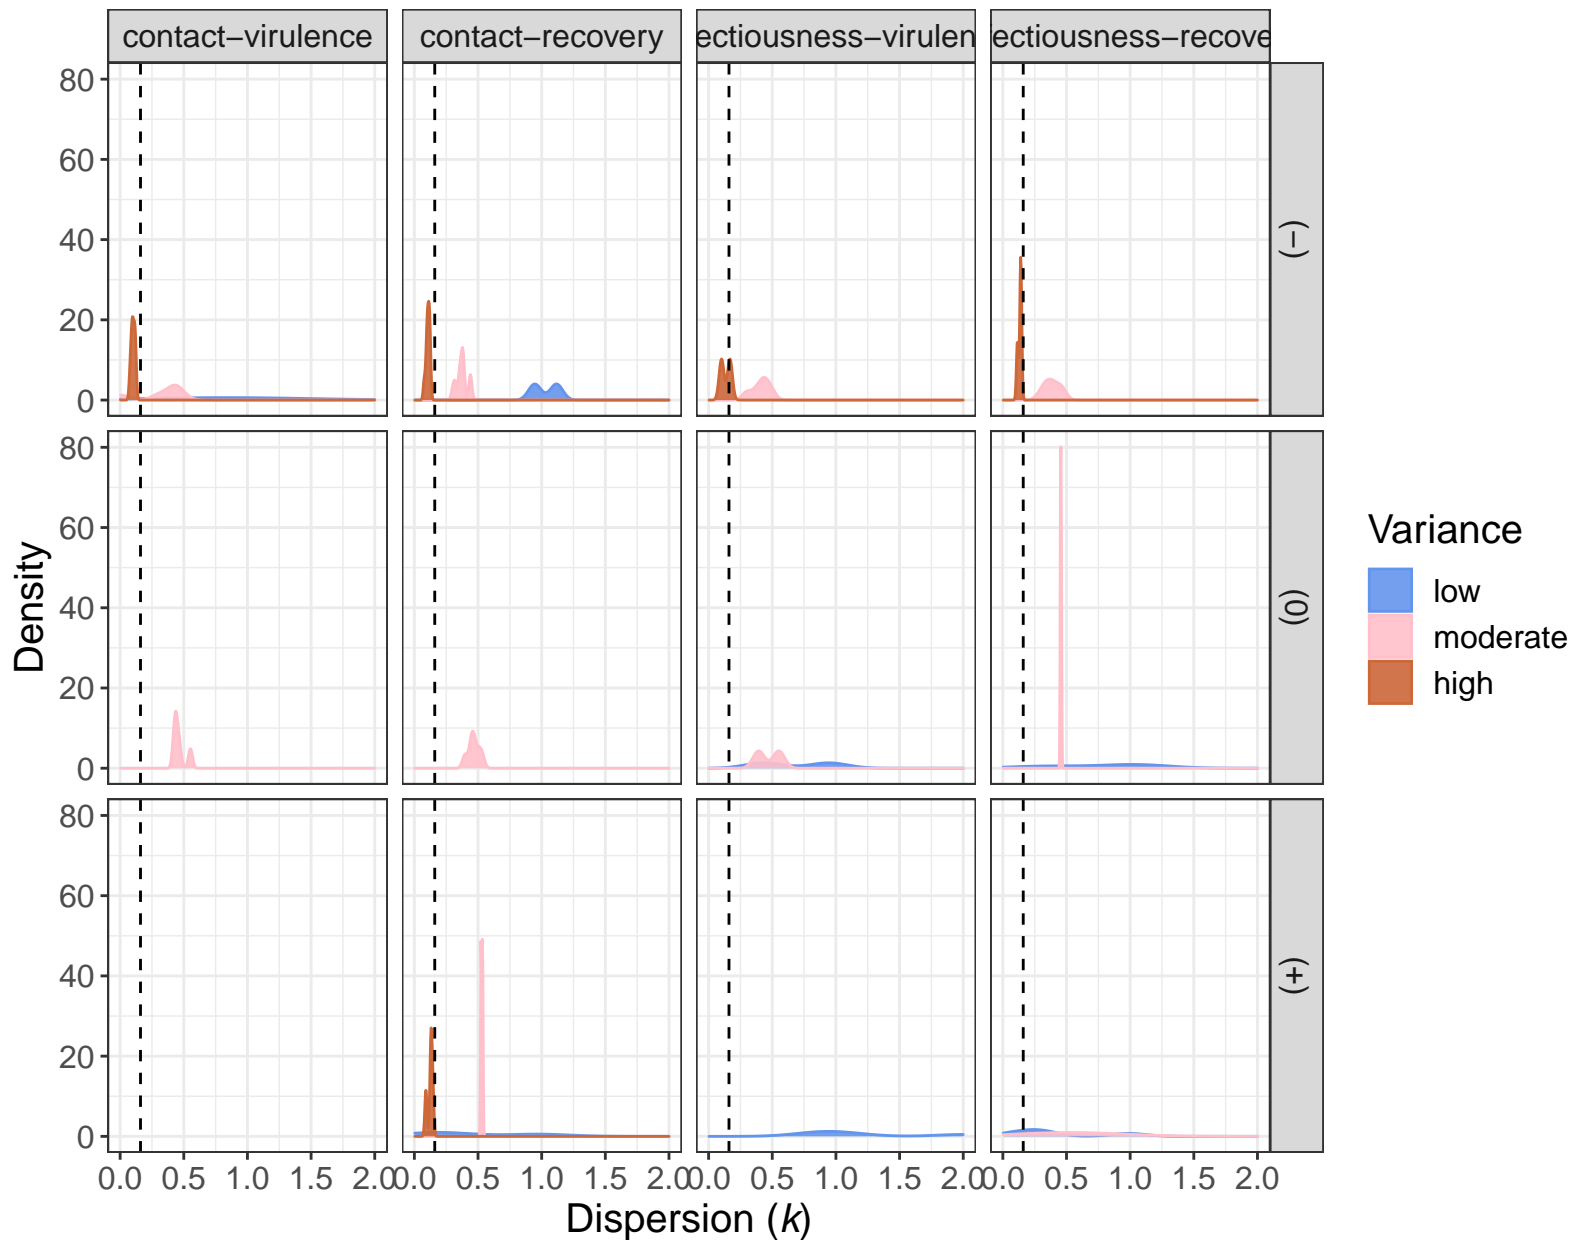 contact−virulence contact−recovery ectiousness−virulen ectiousness−recove
80
60
40
20
0
(−)
80
60
40
20
0
(0)
80
60
40
20
0
(+)
0.0 0.5 1.0 1.5 2.0 0.0 0.5 1.0 1.5 2.0 0.0 0.5 1.0 1.5 2.0 0.0 0.5 1.0 1.5 2.0
Dispersion (k)
Density
Variance
low
moderate
high